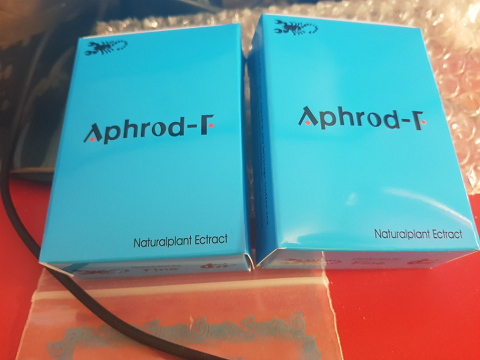 Aphrod-F
Naturalplant Ectract
Aphrod-F
Naturalplant Ectract